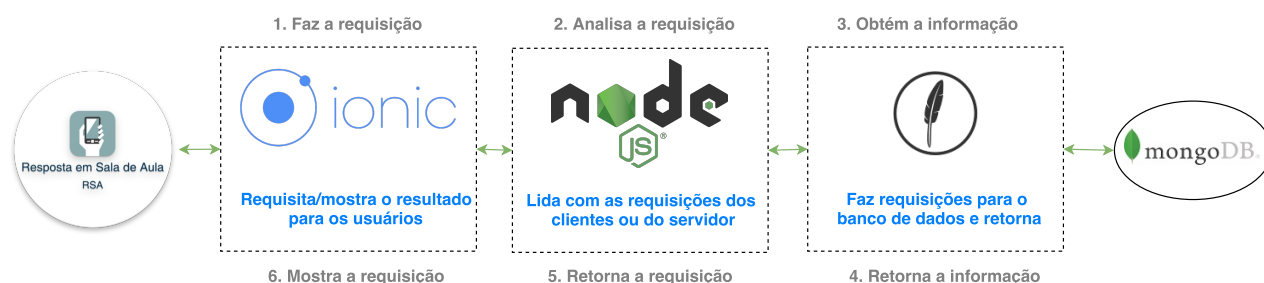 1. Faz a requisição
2. Analisa a requisição
3. Obtém a informação
ionic
node
JS®
Resposta em Sala de Aula
RSA
mongoDB®
Requisita/mostra o resultado
para os usuários
Lida com as requisições dos
clientes ou do servidor
Faz requisições para o
banco de dados e retorna
6. Mostra a requisição
5. Retorna a requisição
4. Retorna a informação